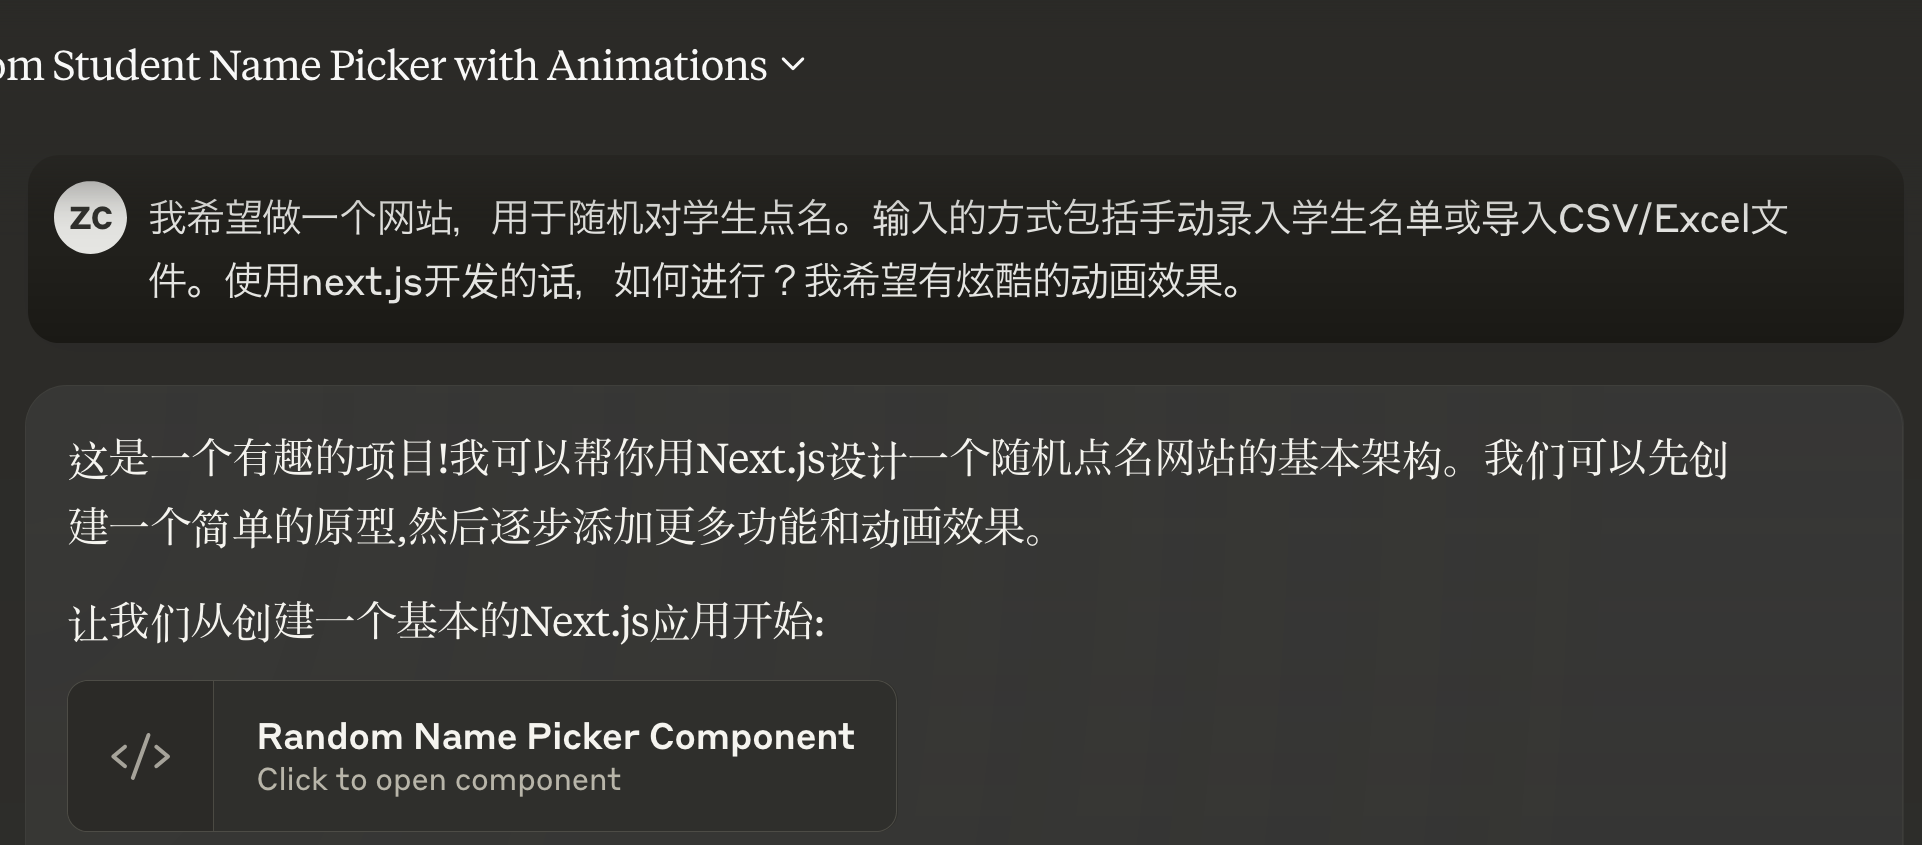 om Student Name Picker with Animations
ZC
我希望做一个网站，用于随机对学生点名。输入的方式包括手动录入学生名单或导入CSV/Excel文
件。使用next.js开发的话，如何进行？我希望有炫酷的动画效果。
这是一个有趣的项目!我可以帮你用Next.js设计一个随机点名网站的基本架构。我们可以先创
建一个简单的原型,然后逐步添加更多功能和动画效果。
让我们从创建一个基本的Next.js应用开始:
</> Random Name Picker Component
Click to open component